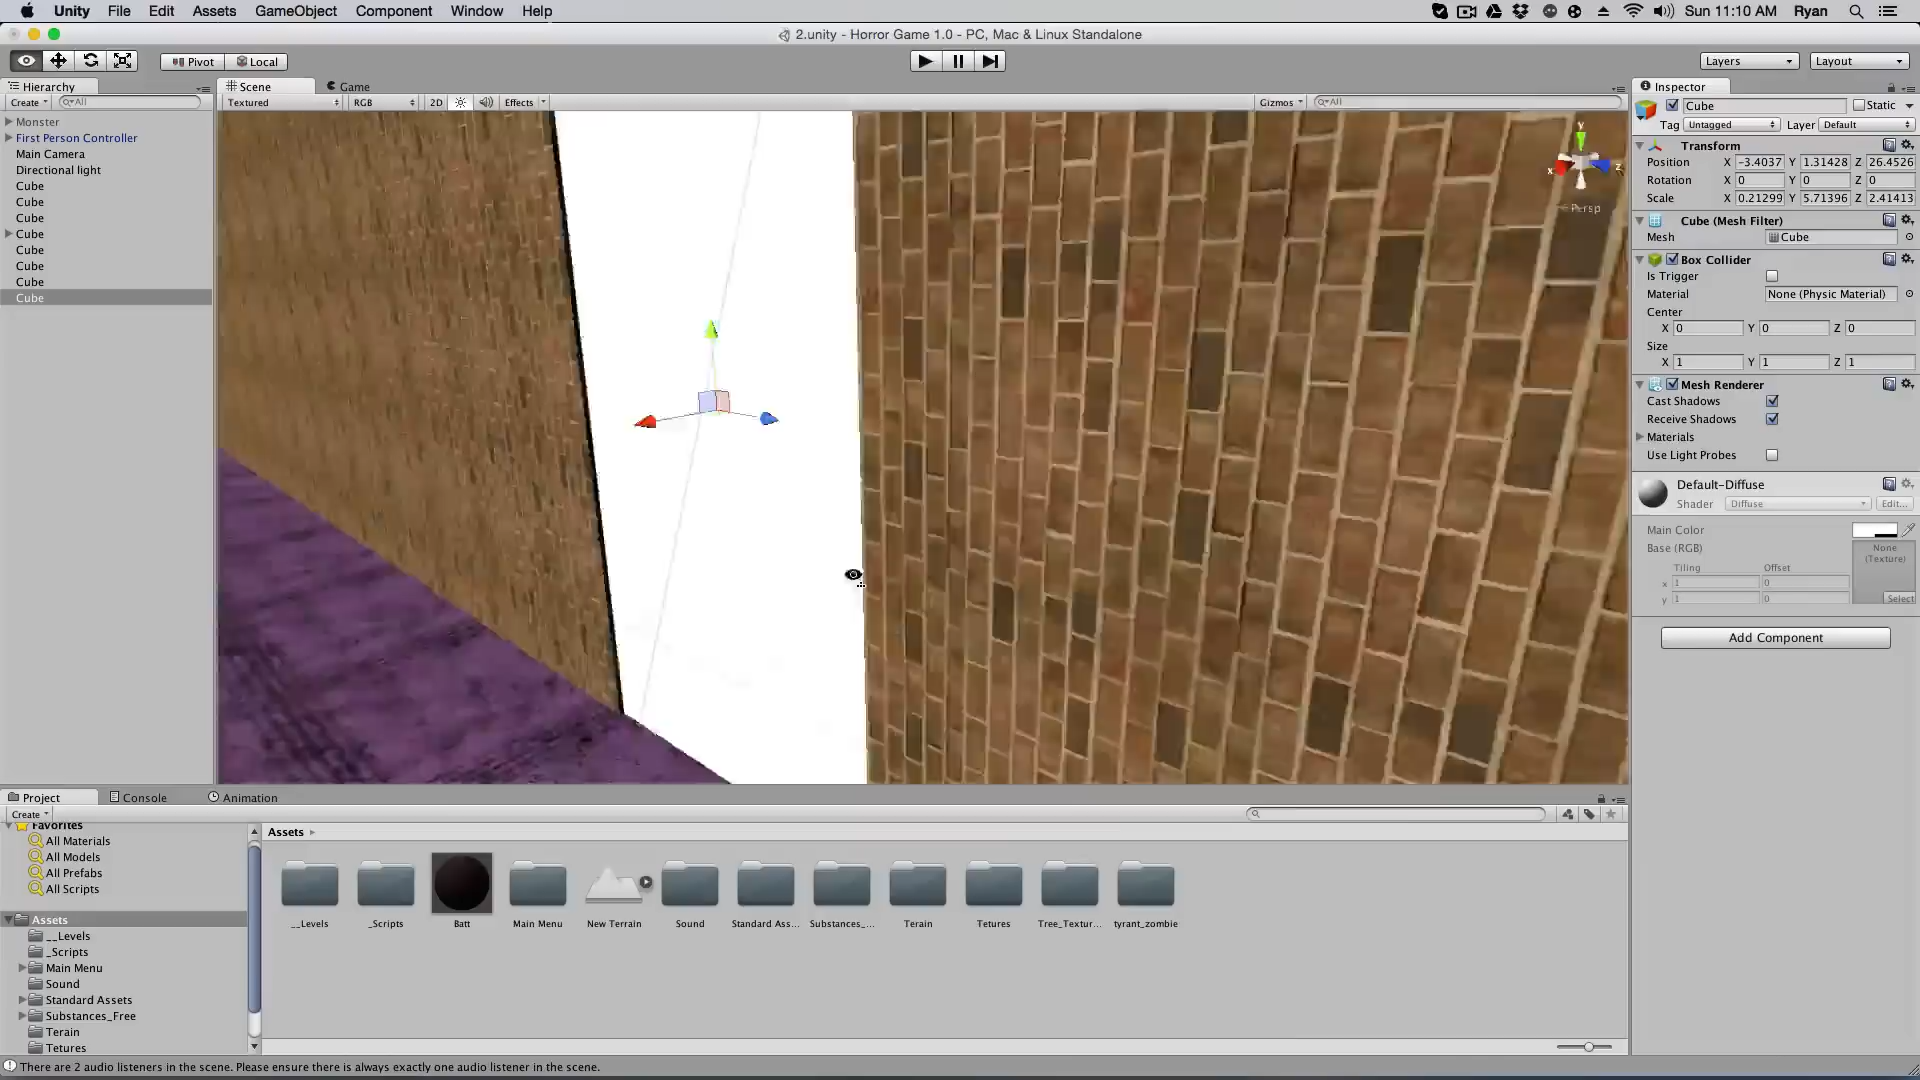 Unity File Edit Assets GameObject Component Window Help Sun 11:10 AM Ryan
2.unity - Horror Game 1.0 - PC, Mac & Linux Standalone
Pivot Local Layers Layout
Hierarchy Scene Game Inspector
Create All Textured RGB 2D Effects Gizmos All Cube Static
Monster
First Person Controller
Main Camera
Directional light
Cube
Cube
Cube
Cube
Cube
Cube
Cube
Cube
y
x z
Persp
Tag Untagged Layer Default
Transform
Position X -3.4037 Y 1.31428 Z 26.4526
Rotation X 0 Y 0 Z 0
Scale X 0.21299 Y 5.71396 Z 2.41413
Cube (Mesh Filter)
Mesh Cube
Box Collider
Is Trigger
Material None (Physic Material)
Center
X 0 Y 0 Z 0
Size
X 1 Y 1 Z 1
Mesh Renderer
Cast Shadows
Receive Shadows
Materials
Use Light Probes
Default-Diffuse
Shader Diffuse Edit...
Main Color
Base (RGB) None
(Texture)
Tiling Offset
x 1 0
y 1 0 Select
Add Component
Project Console Animation
Create
Favorites
All Materials
All Models
All Prefabs
All Scripts
Assets
__Levels
_Scripts
Main Menu
Sound
Standard Assets
Substances_Free
Terain
Tetures
Assets
__Levels _Scripts Batt Main Menu New Terrain Sound Standard Ass... Substances_... Terain Tetures Tree_Textur... tyrant_zombie
There are 2 audio listeners in the scene. Please ensure there is always exactly one audio listener in the scene.